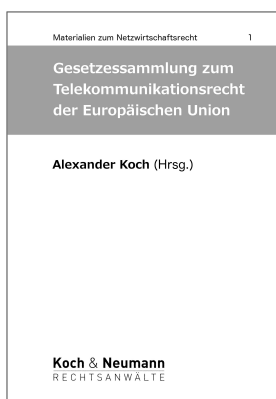 Materialien zum Netzwirtschaftsrecht 1
Gesetzessammlung zum
Telekommunikationsrecht
der Europäischen Union
Alexander Koch (Hrsg.)
Koch & Neumann
RECHTSANWÄLTE